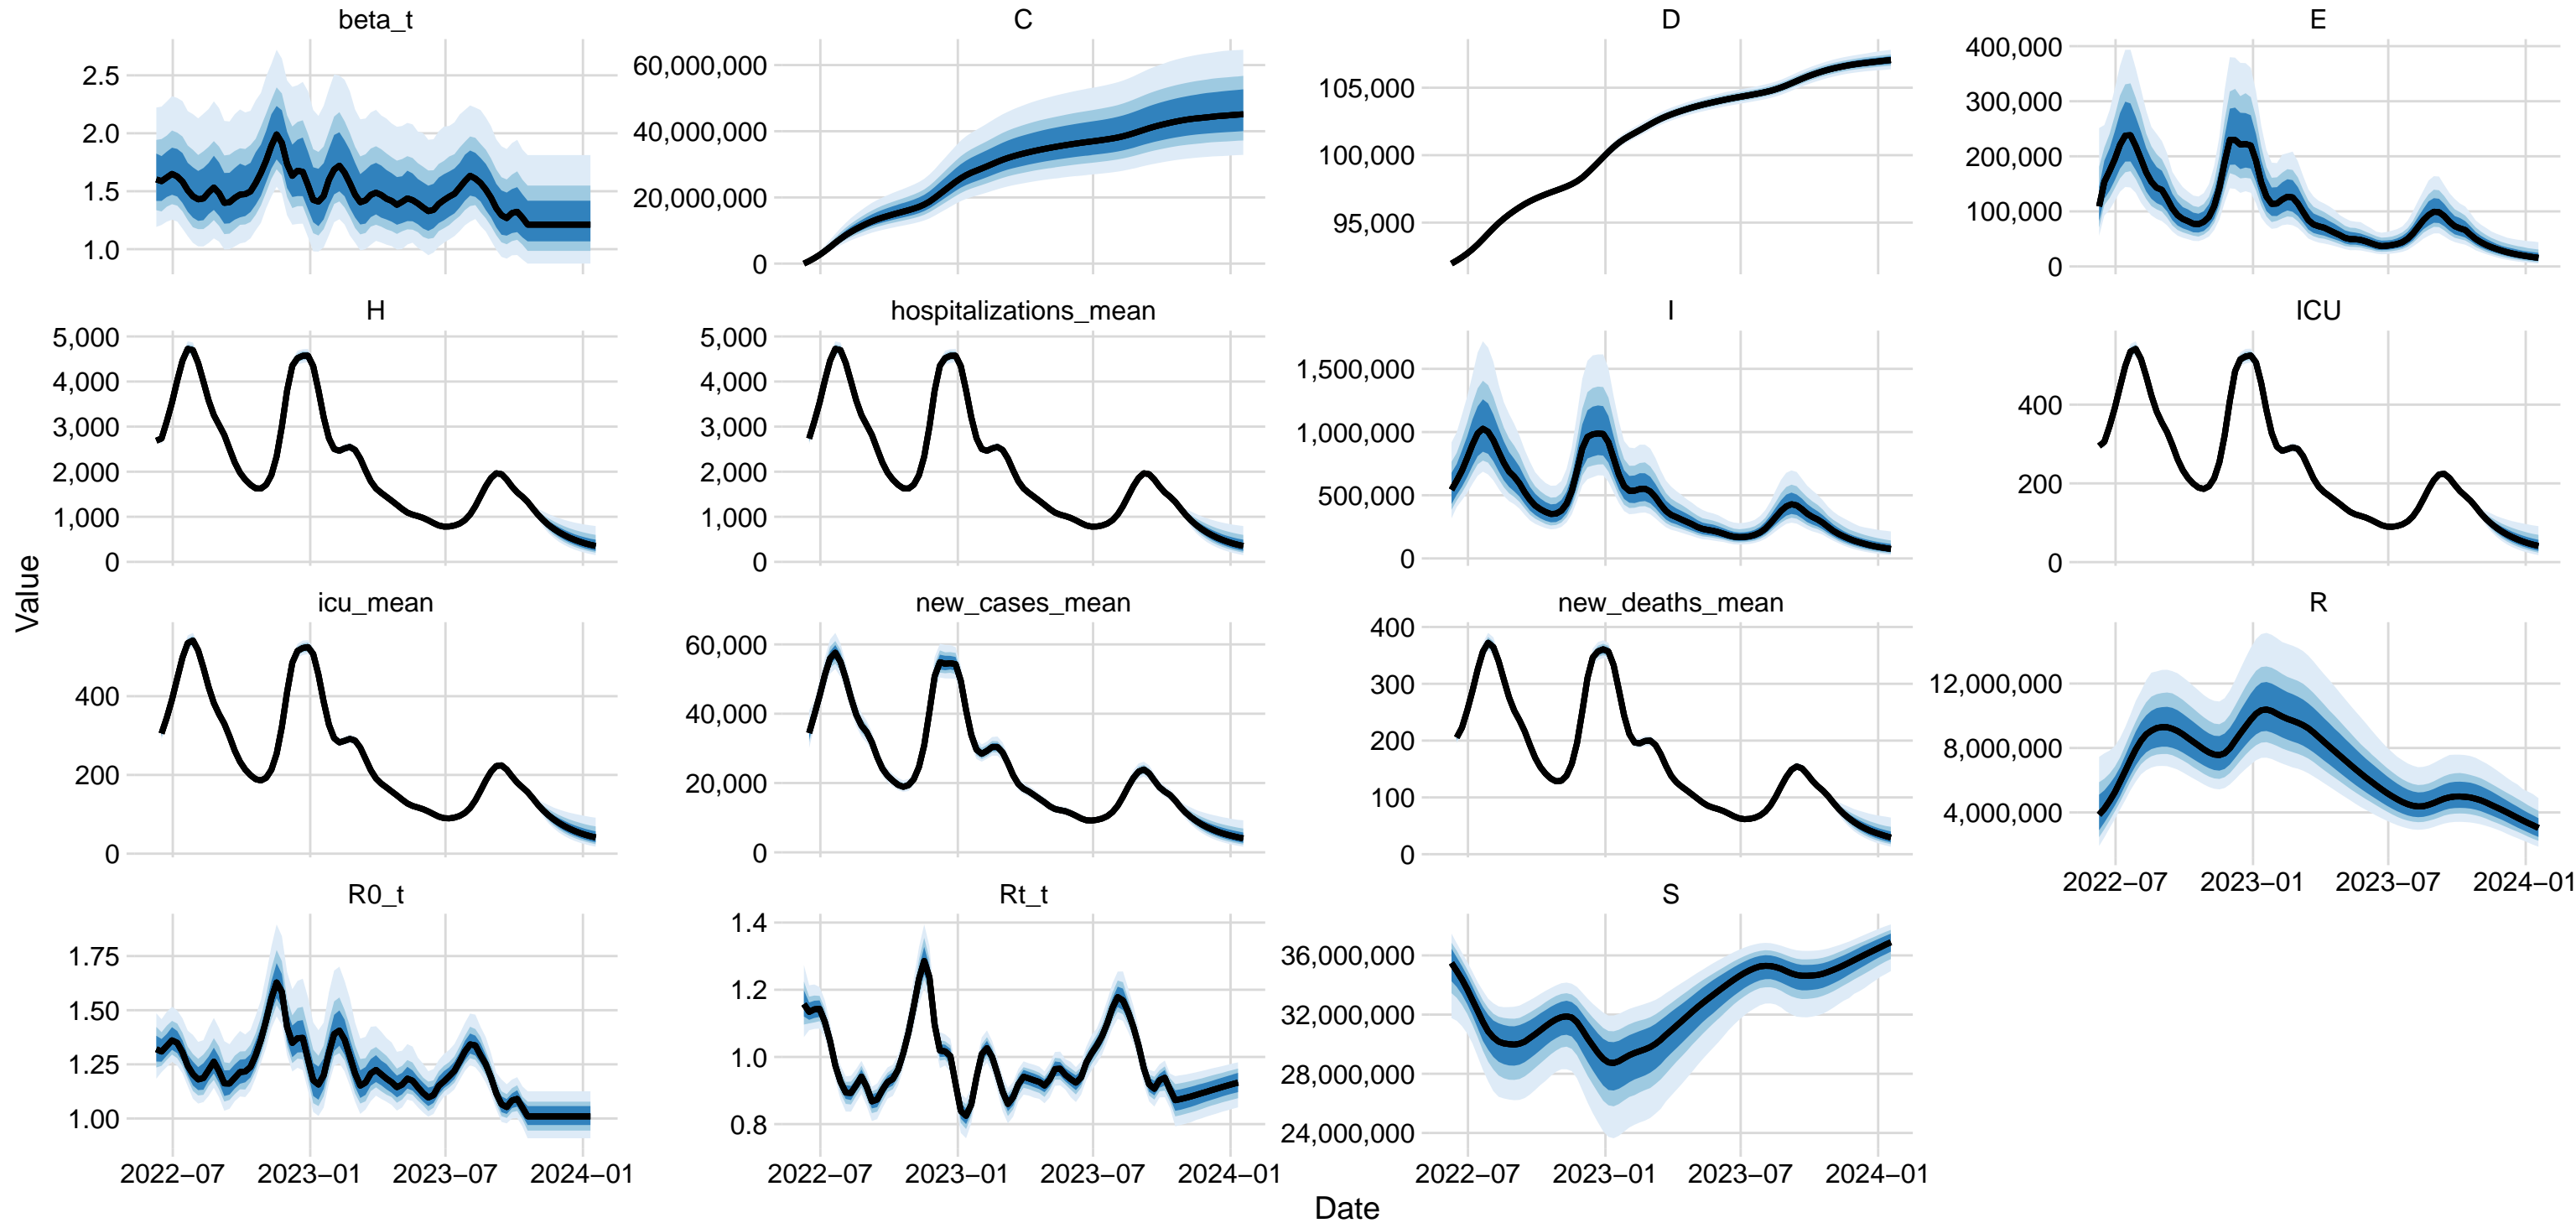 beta_t
C
D
E
2.5
2.0
1.5
1.0
60,000,000
40,000,000
20,000,000
0
105,000
100,000
95,000
400,000
300,000
200,000
100,000
0
H
hospitalizations_mean
I
ICU
5,000
4,000
3,000
2,000
1,000
0
5,000
4,000
3,000
2,000
1,000
0
1,500,000
1,000,000
500,000
0
400
200
0
icu_mean
new_cases_mean
new_deaths_mean
R
400
200
0
60,000
40,000
20,000
0
400
300
200
100
0
12,000,000
8,000,000
4,000,000
2022−07 2023−01 2023−07 2024−01
R0_t
Rt_t
S
1.75
1.50
1.25
1.00
1.4
1.2
1.0
0.8
36,000,000
32,000,000
28,000,000
24,000,000
2022−07 2023−01 2023−07 2024−01
2022−07 2023−01 2023−07 2024−01
2022−07 2023−01 2023−07 2024−01
Date
Value